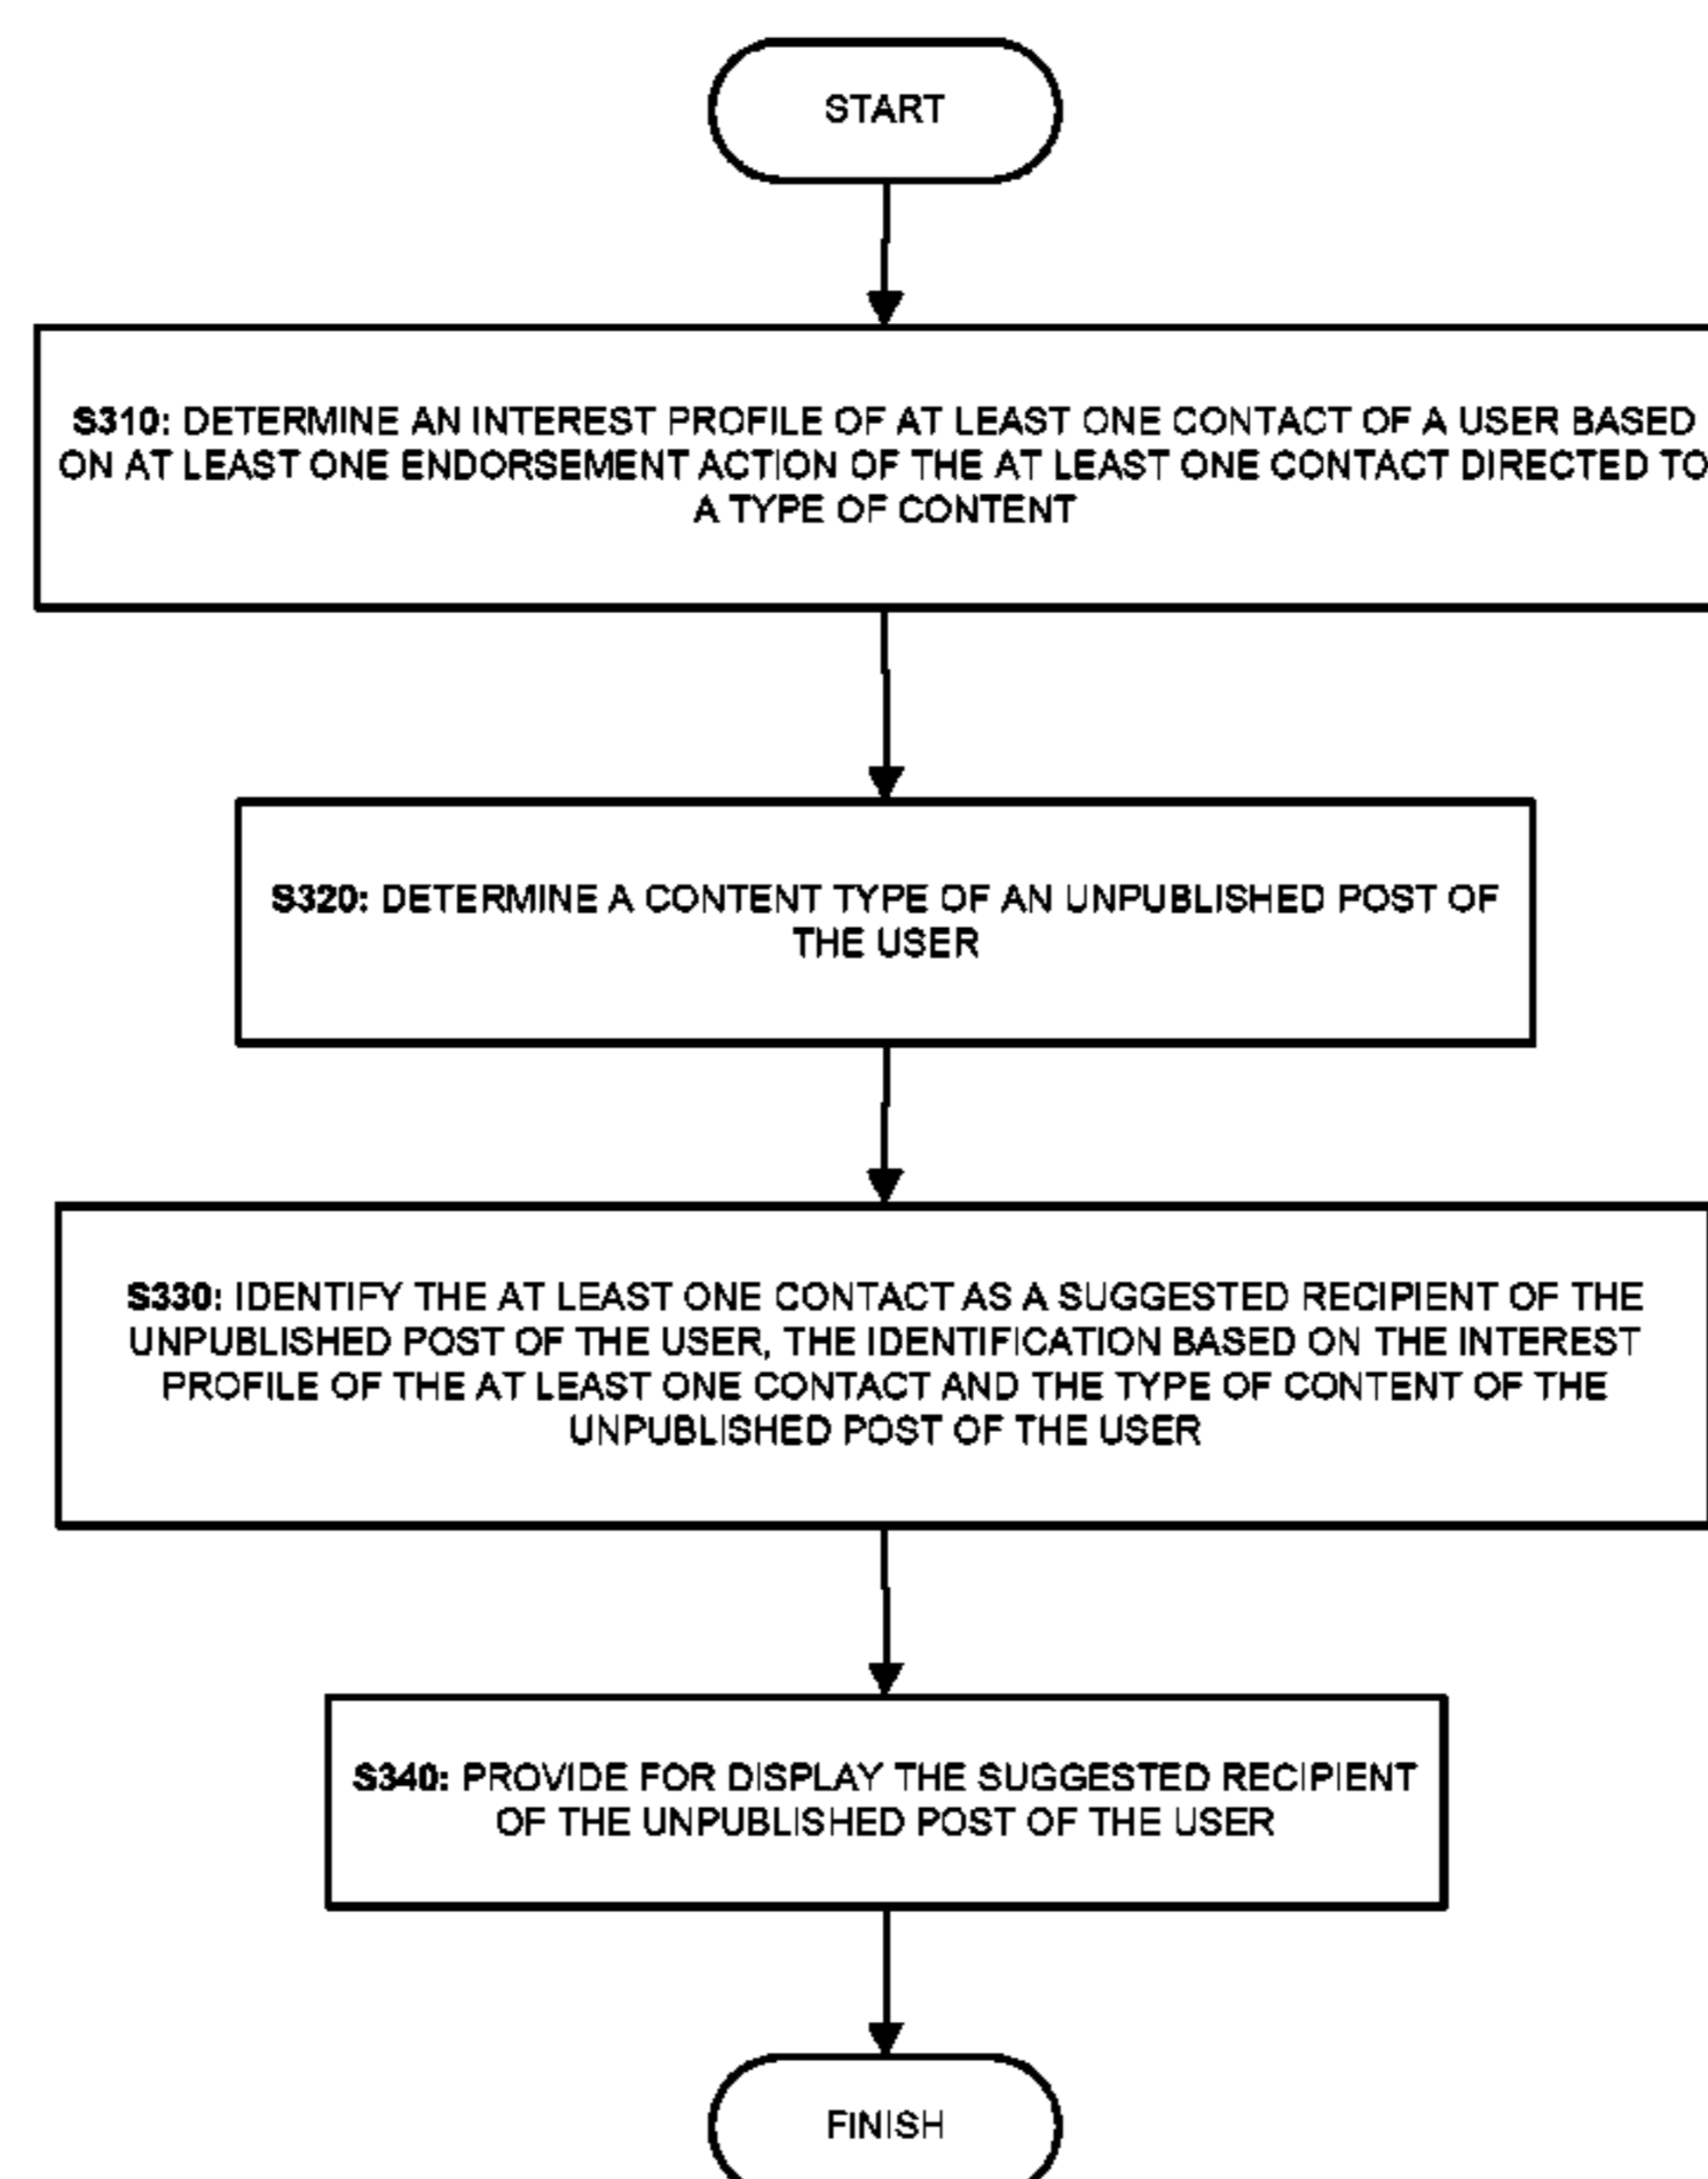 START
S310: DETERMINE AN INTEREST PROFILE OF AT LEAST ONE CONTACT OF A USER BASED
ON AT LEAST ONE ENDORSEMENT ACTION OF THE AT LEAST ONE CONTACT DIRECTED TO
A TYPE OF CONTENT
S320: DETERMINE A CONTENT TYPE OF AN UNPUBLISHED POST OF
THE USER
S330: IDENTIFY THE AT LEAST ONE CONTACT AS A SUGGESTED RECIPIENT OF THE
UNPUBLISHED POST OF THE USER, THE IDENTIFICATION BASED ON THE INTEREST
PROFILE OF THE AT LEAST ONE CONTACT AND THE TYPE OF CONTENT OF THE
UNPUBLISHED POST OF THE USER
S340: PROVIDE FOR DISPLAY THE SUGGESTED RECIPIENT
OF THE UNPUBLISHED POST OF THE USER
FINISH